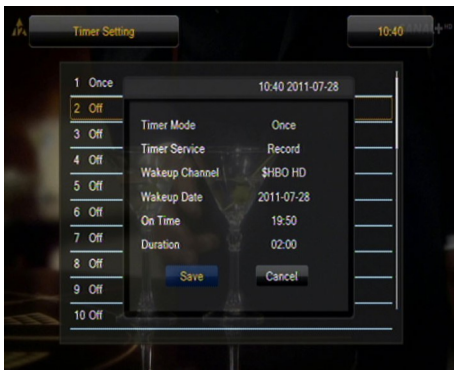 Timer Setting
10:40
1 Once
10:40 2011-07-28
2 Off
3 Off
4 Off
5 Off
6 Off
7 Off
8 Off
9 Off
10 Off
Timer Mode Once
Timer Service Record
Wakeup Channel $HBO HD
Wakeup Date 2011-07-28
On Time 19:50
Duration 02:00
Save Cancel